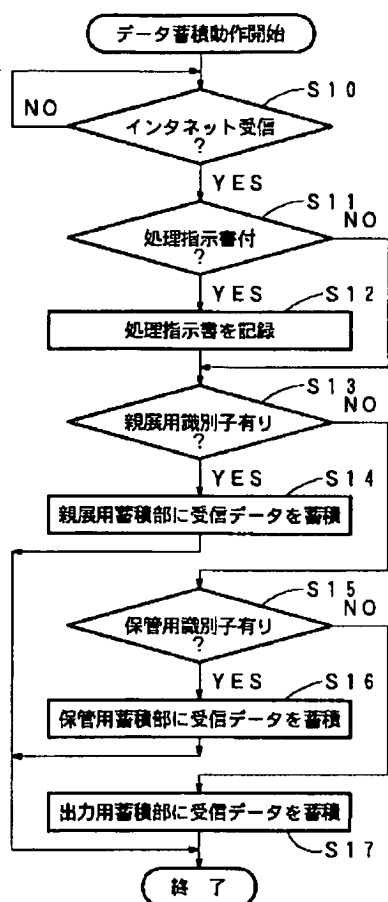 データ蓄積動作開始
S10
NO
インタネット受信
?
YES
S11
NO
処理指示書付
?
YES
S12
処理指示書を記録
S13
NO
親展用識別子有り
?
YES
S14
親展用蓄積部に受信データを蓄積
S15
NO
保管用識別子有り
?
YES
S16
保管用蓄積部に受信データを蓄積
出力用蓄積部に受信データを蓄積
S17
終了